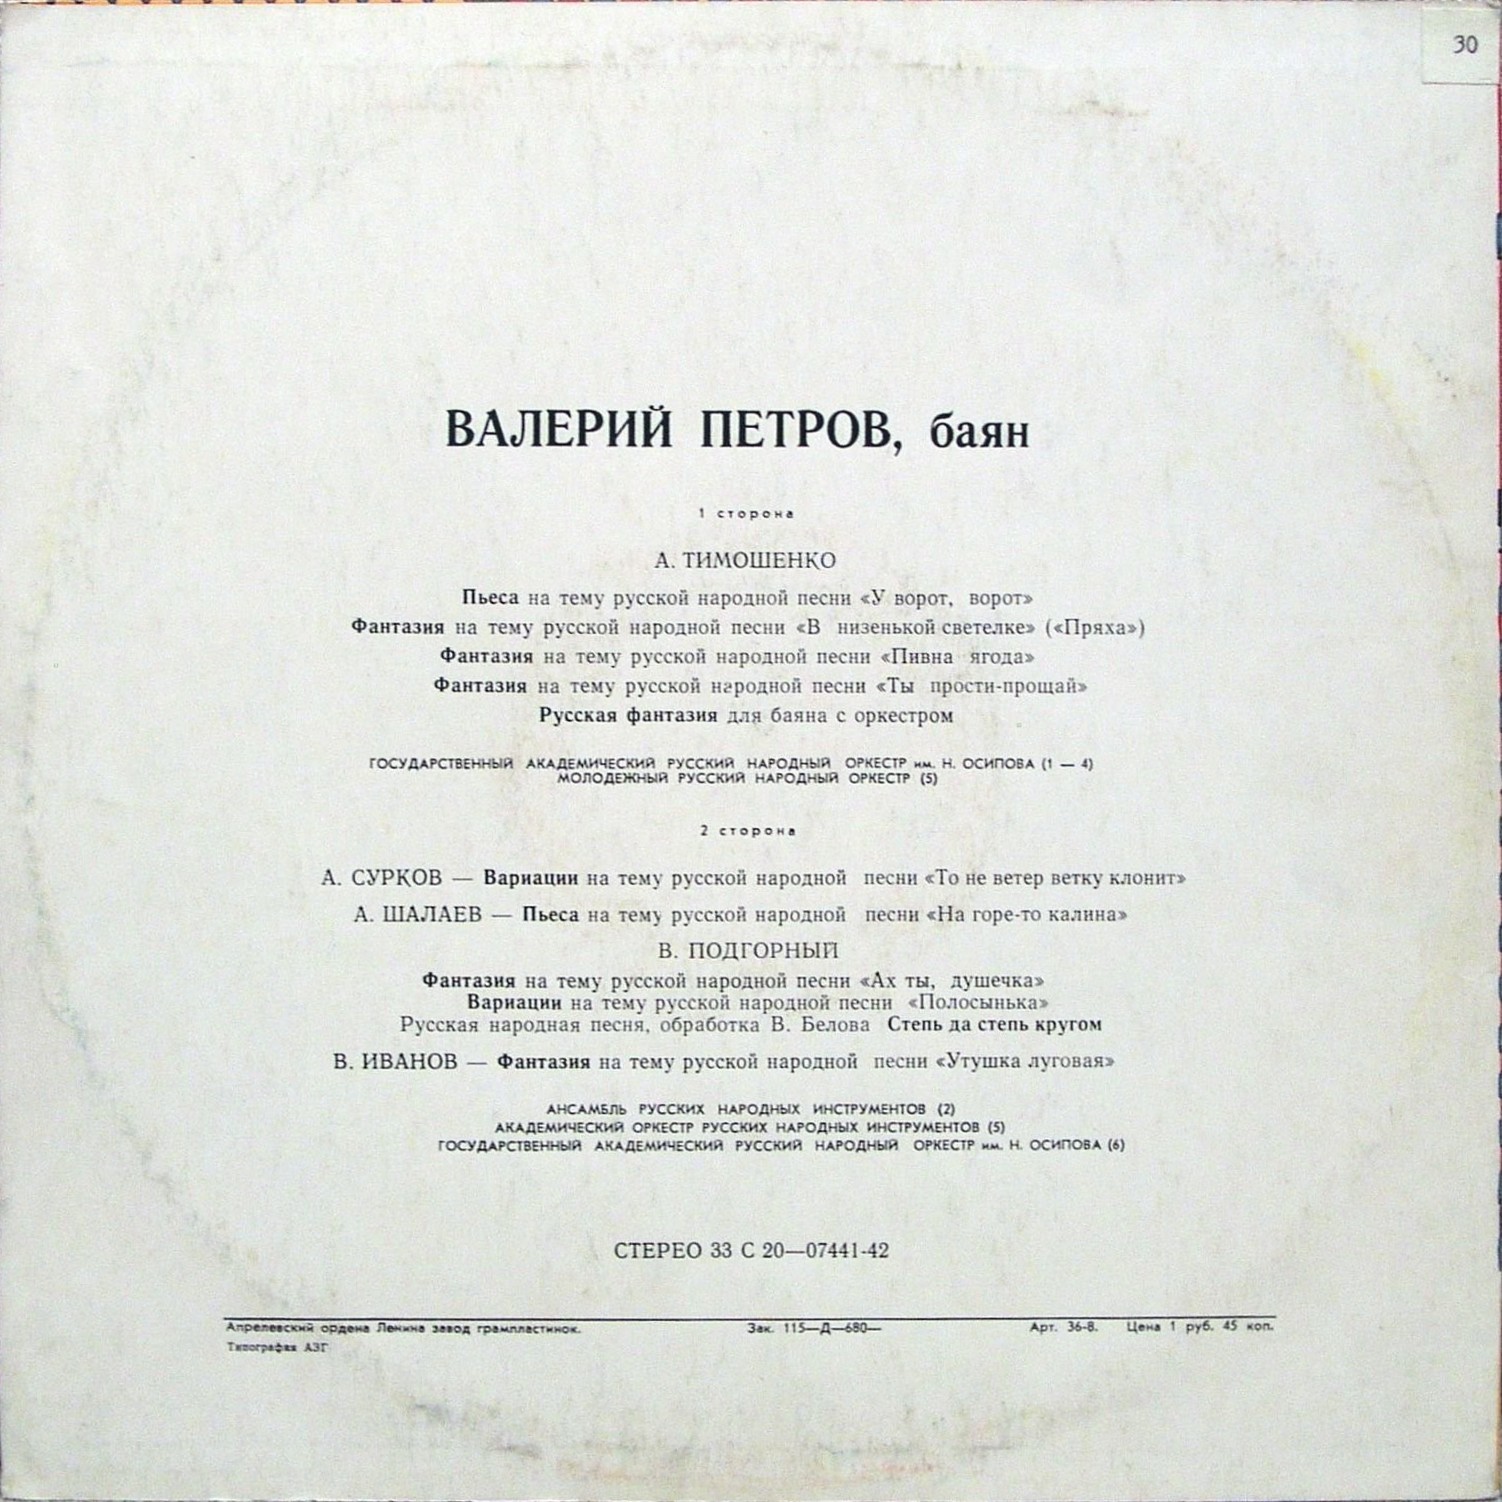 30
ВАЛЕРИЙ ПЕТРОВ, баян
1 сторона
А. ТИМОШЕНКО
Пьеса на тему русской народной песни «У ворот, ворот»
Фантазия на тему русской народной песни «В низенькой светелке» («Пряха»)
Фантазия на тему русской народной песни «Пивна ягода»
Фантазия на тему русской народной песни «Ты прости-прощай»
Русская фантазия для баяна с оркестром
ГОСУДАРСТВЕННЫЙ АКАДЕМИЧЕСКИЙ РУССКИЙ НАРОДНЫЙ ОРКЕСТР им. Н. ОСИПОВА (1 — 4)
МОЛОДЕЖНЫЙ РУССКИЙ НАРОДНЫЙ ОРКЕСТР (5)
2 сторона
А. СУРКОВ — Вариации на тему русской народной песни «То не ветер ветку клонит»
А. ШАЛАЕВ — Пьеса на тему русской народной песни «На горе-то калина»
В. ПОДГОРНЫЙ
Фантазия на тему русской народной песни «Ах ты, душечка»
Вариации на тему русской народной песни «Полосынька»
Русская народная песня, обработка В. Белова Степь да степь кругом
В. ИВАНОВ — Фантазия на тему русской народной песни «Утушка луговая»
АНСАМБЛЬ РУССКИХ НАРОДНЫХ ИНСТРУМЕНТОВ (2)
АКАДЕМИЧЕСКИЙ ОРКЕСТР РУССКИХ НАРОДНЫХ ИНСТРУМЕНТОВ (5)
ГОСУДАРСТВЕННЫЙ АКАДЕМИЧЕСКИЙ РУССКИЙ НАРОДНЫЙ ОРКЕСТР им. Н. ОСИПОВА (6)
СТЕРЕО 33 С 20—07441-42
Апрелевский ордена Ленина завод грампластинок. Зак. 115—Д—680— Арт. 36-8. Цена 1 руб. 45 коп.
Типография АЗГ